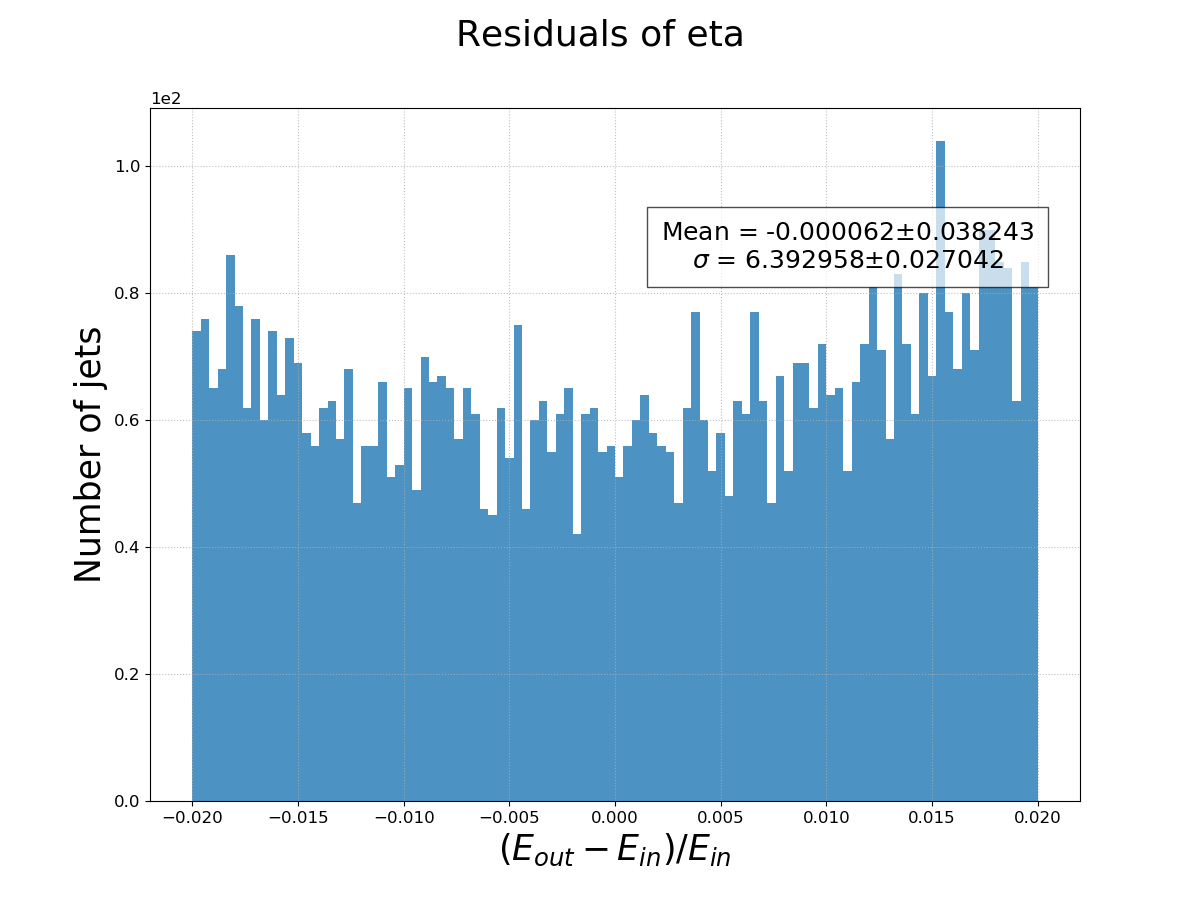 Residuals of eta
1e2
1.0
0.8
0.6
0.4
0.2
0.0
Number of jets
Mean = -0.000062±0.038243
σ = 6.392958±0.027042
−0.020 −0.015 −0.010 −0.005 0.000 0.005 0.010 0.015 0.020
(E_out − E_in)/E_in